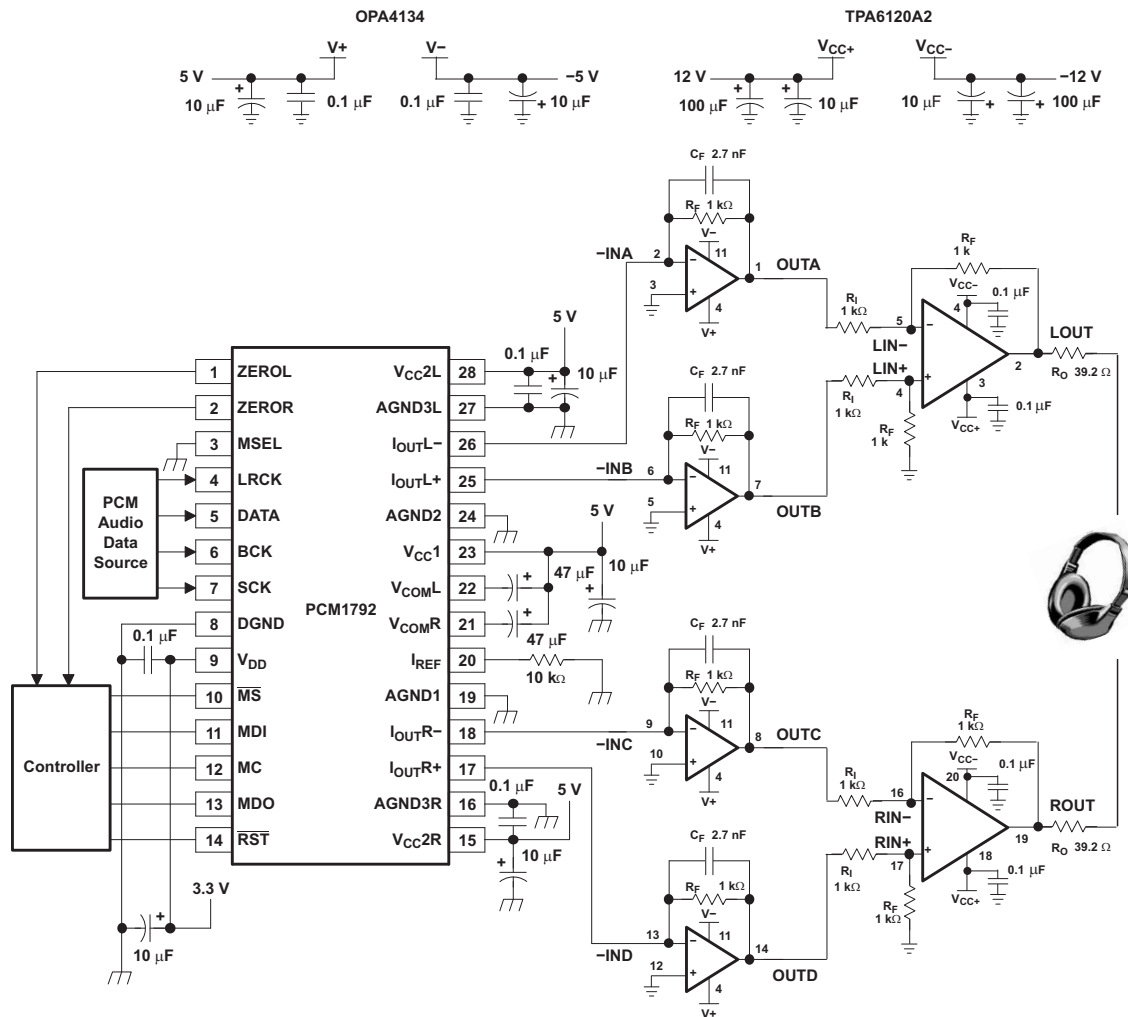 OPA4134
TPA6120A2
V+
V−
5 V
−5 V
10 μF
0.1 μF
0.1 μF
10 μF
VCC+
VCC−
12 V
−12 V
100 μF
10 μF
10 μF
100 μF
CF 2.7 nF
RF 1 kΩ
V−
−INA
2
11
3
1
OUTA
4
V+
RF
1 k
VCC−
0.1 μF
4
RI
1 kΩ
5
LIN−
LIN+
4
LOUT
2
RO 39.2 Ω
3
VCC+
0.1 μF
RI
1 kΩ
RF
1 k
CF 2.7 nF
RF 1 kΩ
V−
−INB
6
11
5
7
OUTB
4
V+
5 V
0.1 μF
10 μF
PCM1792
1 ZEROL
2 ZEROR
3 MSEL
4 LRCK
5 DATA
6 BCK
7 SCK
8 DGND
9 VDD
10 MS
11 MDI
12 MC
13 MDO
14 RST
VCC2L 28
AGND3L 27
IOUTL− 26
IOUTL+ 25
AGND2 24
VCC1 23
VCOML 22
VCOMR 21
IREF 20
AGND1 19
IOUTR− 18
IOUTR+ 17
AGND3R 16
VCC2R 15
PCM
Audio
Data
Source
0.1 μF
Controller
3.3 V
10 μF
5 V
47 μF
10 μF
47 μF
10 kΩ
5 V
0.1 μF
10 μF
CF 2.7 nF
RF 1 kΩ
V−
9
−INC
11
10
8
OUTC
4
V+
CF 2.7 nF
RF 1 kΩ
V−
13
−IND
11
12
14
OUTD
4
V+
RF
1 kΩ
VCC−
0.1 μF
20
RI
1 kΩ
16
RIN−
RIN+
17
ROUT
19
RO 39.2 Ω
18
VCC+
0.1 μF
RI
1 kΩ
RF
1 kΩ